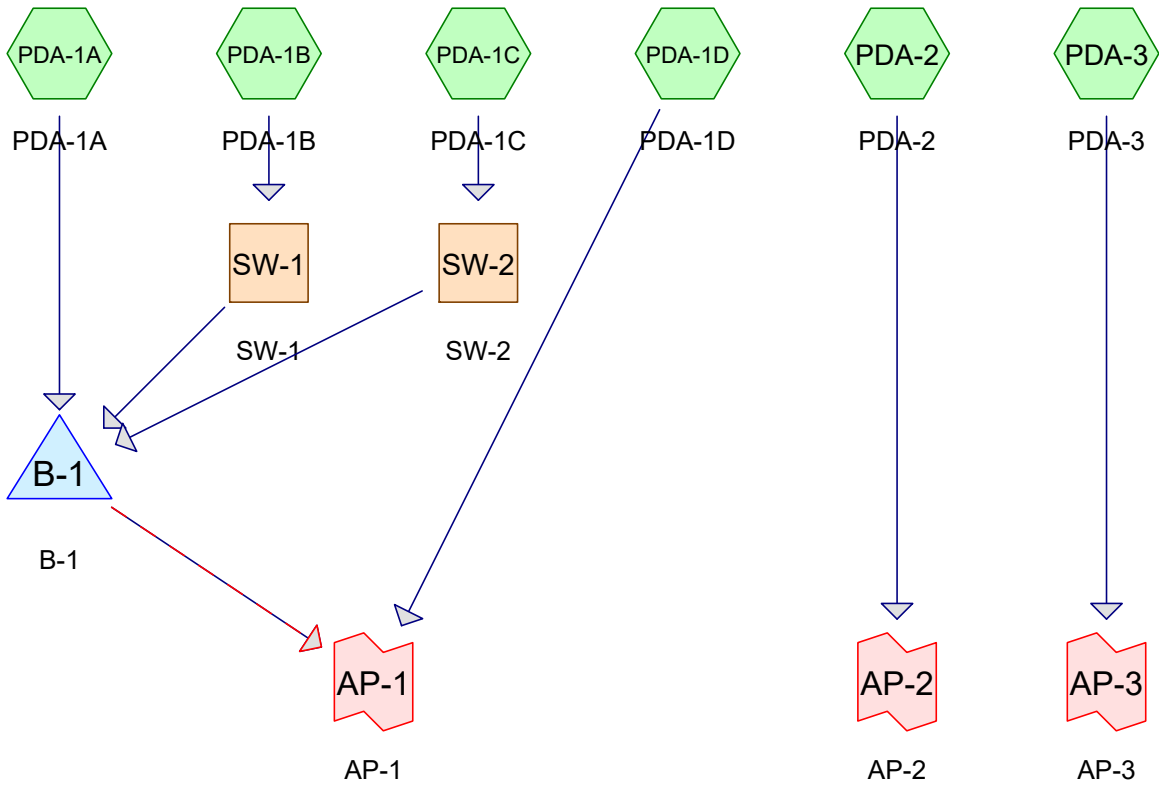 PDA-1A
PDA-1B
PDA-1C
PDA-1D
PDA-2
PDA-3
PDA-1A
PDA-1B
PDA-1C
PDA-1D
PDA-2
PDA-3
SW-1
SW-2
SW-1
SW-2
B-1
B-1
AP-1
AP-2
AP-3
AP-1
AP-2
AP-3